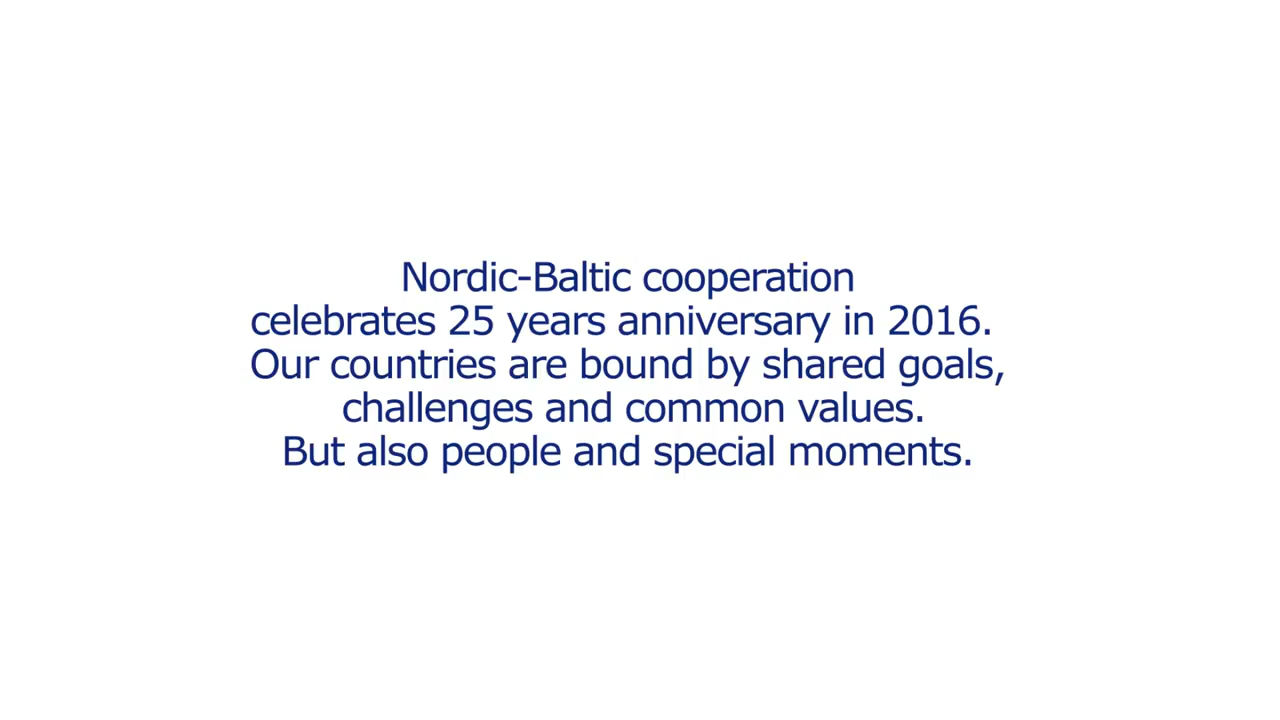 Nordic-Baltic cooperation
celebrates 25 years anniversary in 2016.
Our countries are bound by shared goals,
challenges and common values.
But also people and special moments.